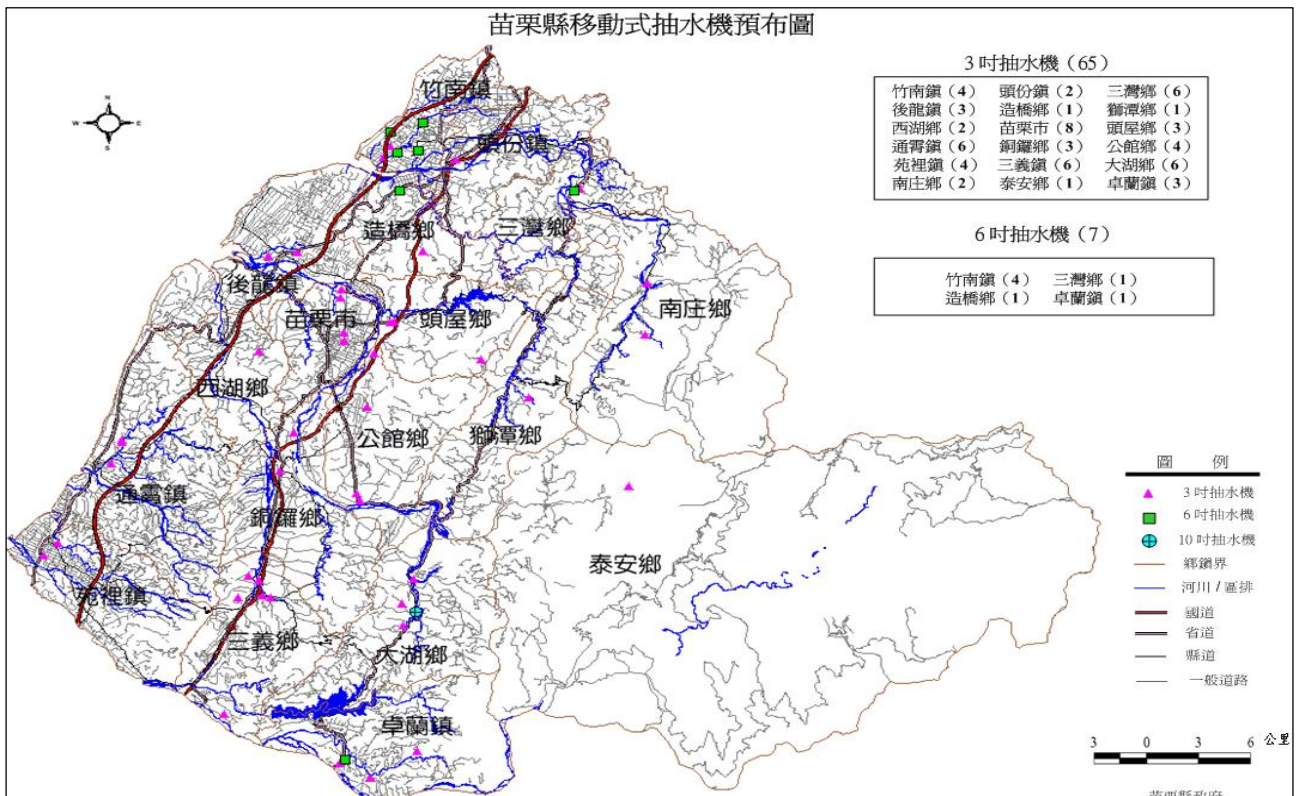 苗栗縣移動式抽水機預布圖
3吋抽水機（65）
竹南鎮（4） 頭份鎮（2） 三灣鄉（6）
後龍鎮（3） 造橋鄉（1） 獅潭鄉（1）
西湖鄉（2） 苗栗市（8） 頭屋鄉（3）
通霄鎮（6） 銅鑼鄉（3） 公館鄉（4）
苑裡鎮（4） 三義鎮（6） 大湖鄉（6）
南庄鄉（2） 泰安鄉（1） 卓蘭鎮（3）
6吋抽水機（7）
竹南鎮（4） 三灣鄉（1）
造橋鄉（1） 卓蘭鎮（1）
N
W E
S
竹南鎮
頭份鎮
造橋鄉
三灣鄉
後龍鎮
苗栗市
頭屋鄉
南庄鄉
西湖鄉
公館鄉
獅潭鄉
通霄鎮
銅鑼鄉
泰安鄉
苑裡鎮
三義鄉
大湖鄉
卓蘭鎮
圖 例
3吋抽水機
6吋抽水機
10吋抽水機
鄉鎮界
河川/區排
國道
省道
縣道
一般道路
3 0 3 6 公里
苗栗縣政府